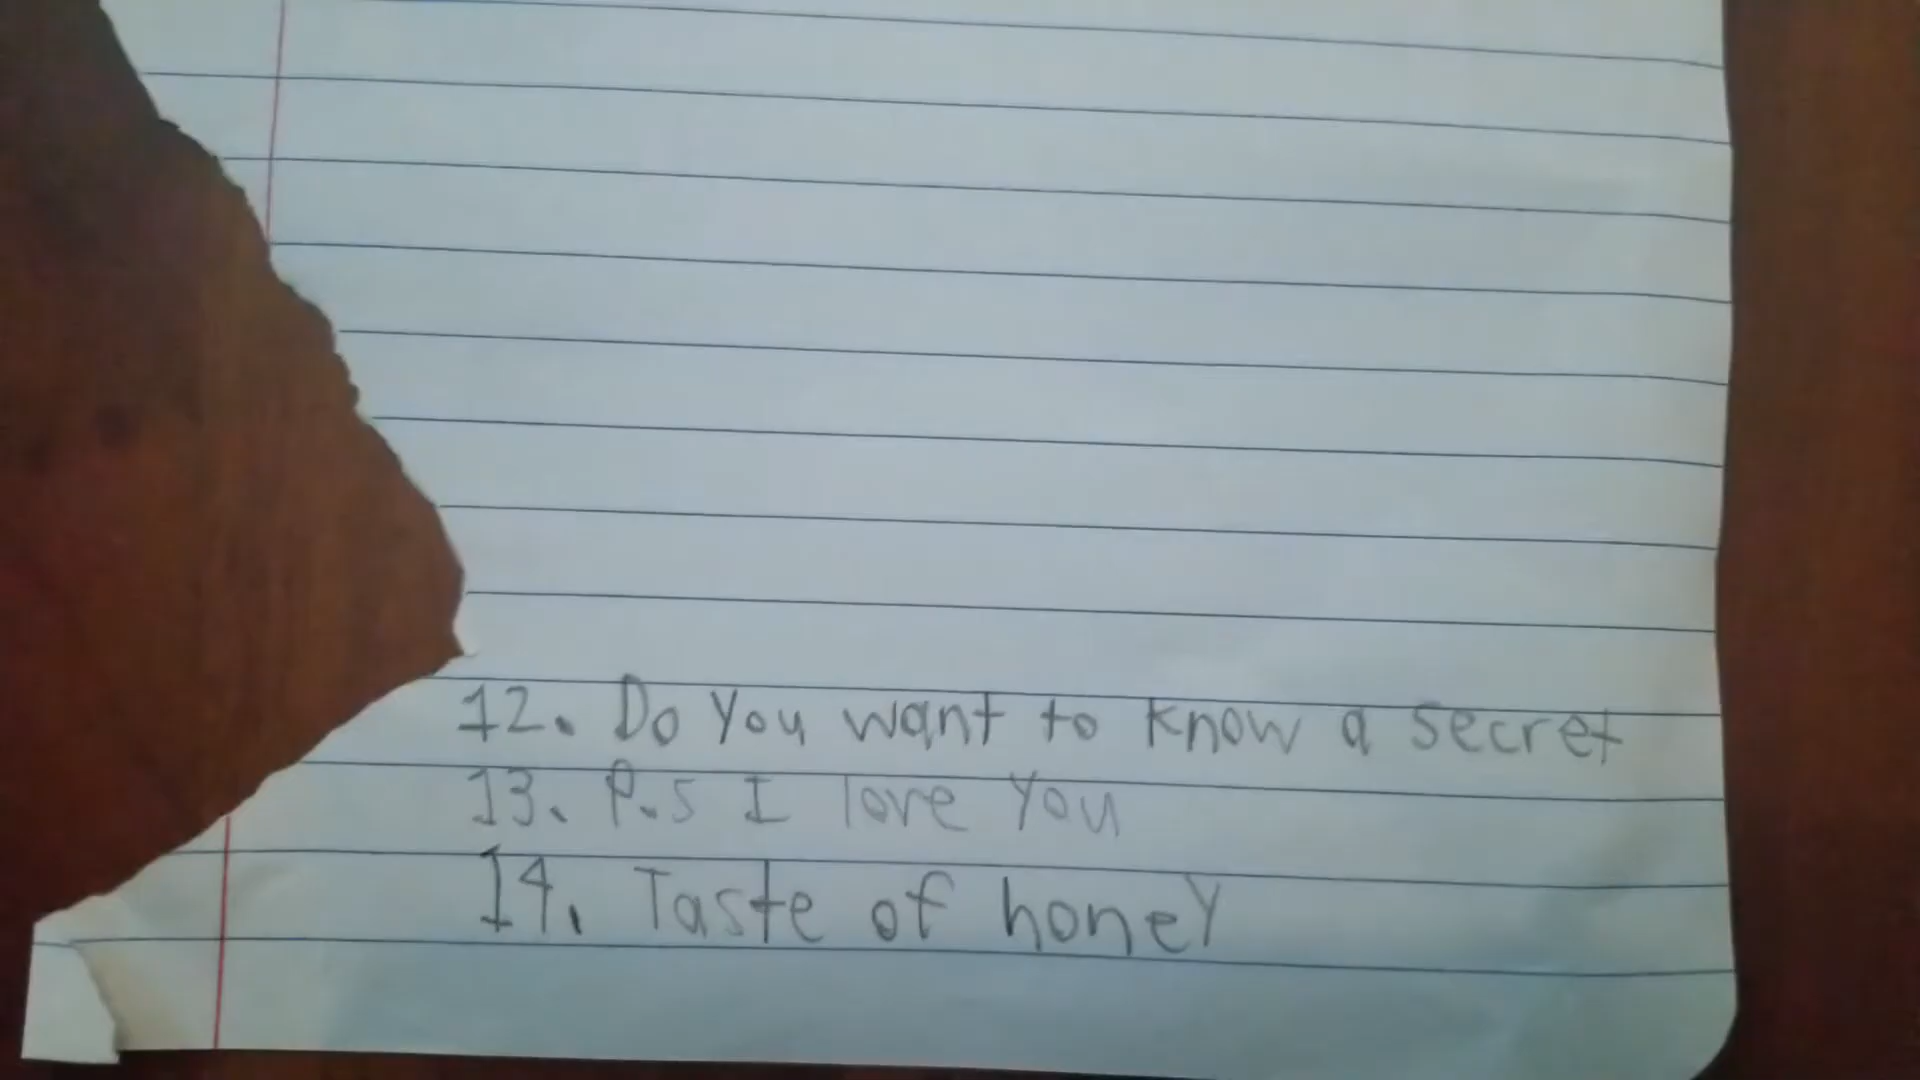 12. Do You want to know a secret
13. P.S I love You
14. Taste of honey